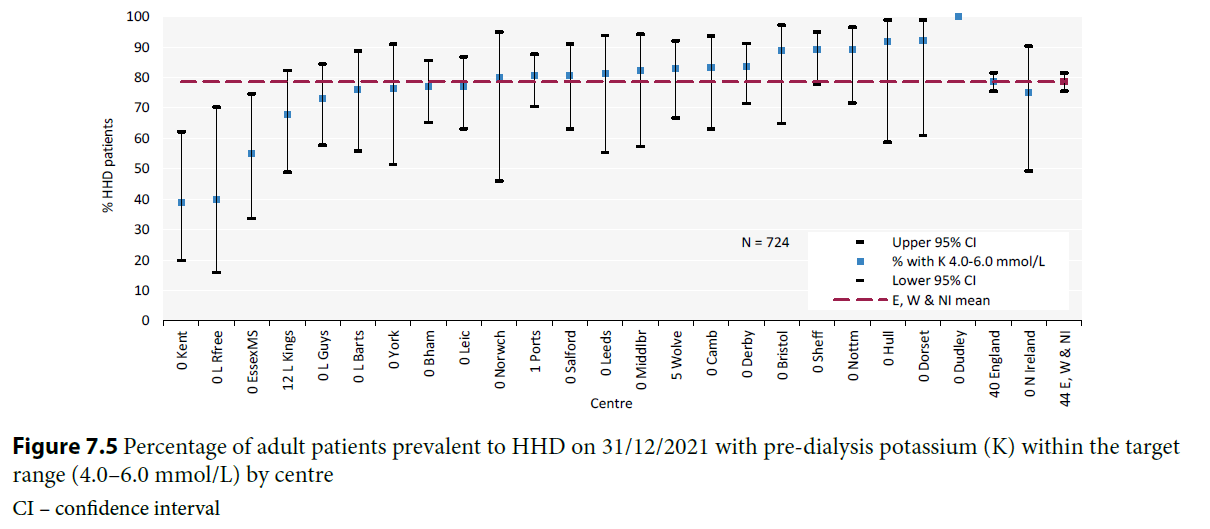 100
90
80
70
60
50
40
30
20
10
0
% HHD patients
N = 724
Upper 95% CI
% with K 4.0-6.0 mmol/L
Lower 95% CI
E, W & NI mean
0 Kent
0 L Rfree
0 EssexMS
12 L Kings
0 L Guys
0 L Barts
0 York
0 Bham
0 Leic
0 Norwch
1 Ports
0 Salford
0 Leeds
0 Middlbr
5 Wolve
0 Camb
0 Derby
0 Bristol
0 Sheff
0 Nottm
0 Hull
0 Dorset
0 Dudley
40 England
0 N Ireland
44 E, W & NI
Centre
Figure 7.5 Percentage of adult patients prevalent to HHD on 31/12/2021 with pre-dialysis potassium (K) within the target
range (4.0–6.0 mmol/L) by centre
CI – confidence interval